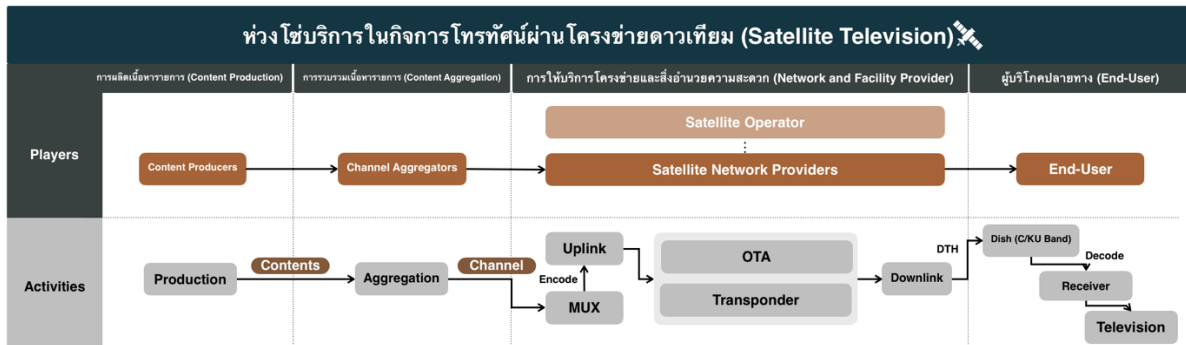 ห่วงโซ่บริการในกิจการโทรทัศน์ผ่านโครงข่ายดาวเทียม (Satellite Television)
การผลิตเนื้อหารายการ (Content Production)
การรวบรวมเนื้อหารายการ (Content Aggregation)
การให้บริการโครงข่ายและสิ่งอำนวยความสะดวก (Network and Facility Provider)
ผู้บริโภคปลายทาง (End-User)
Players
Satellite Operator
Content Producers
Channel Aggregators
Satellite Network Providers
End-User
Activities
Production
Contents
Aggregation
Channel
Uplink
Encode
MUX
OTA
Transponder
Downlink
DTH
Dish (C/KU Band)
Decode
Receiver
Television